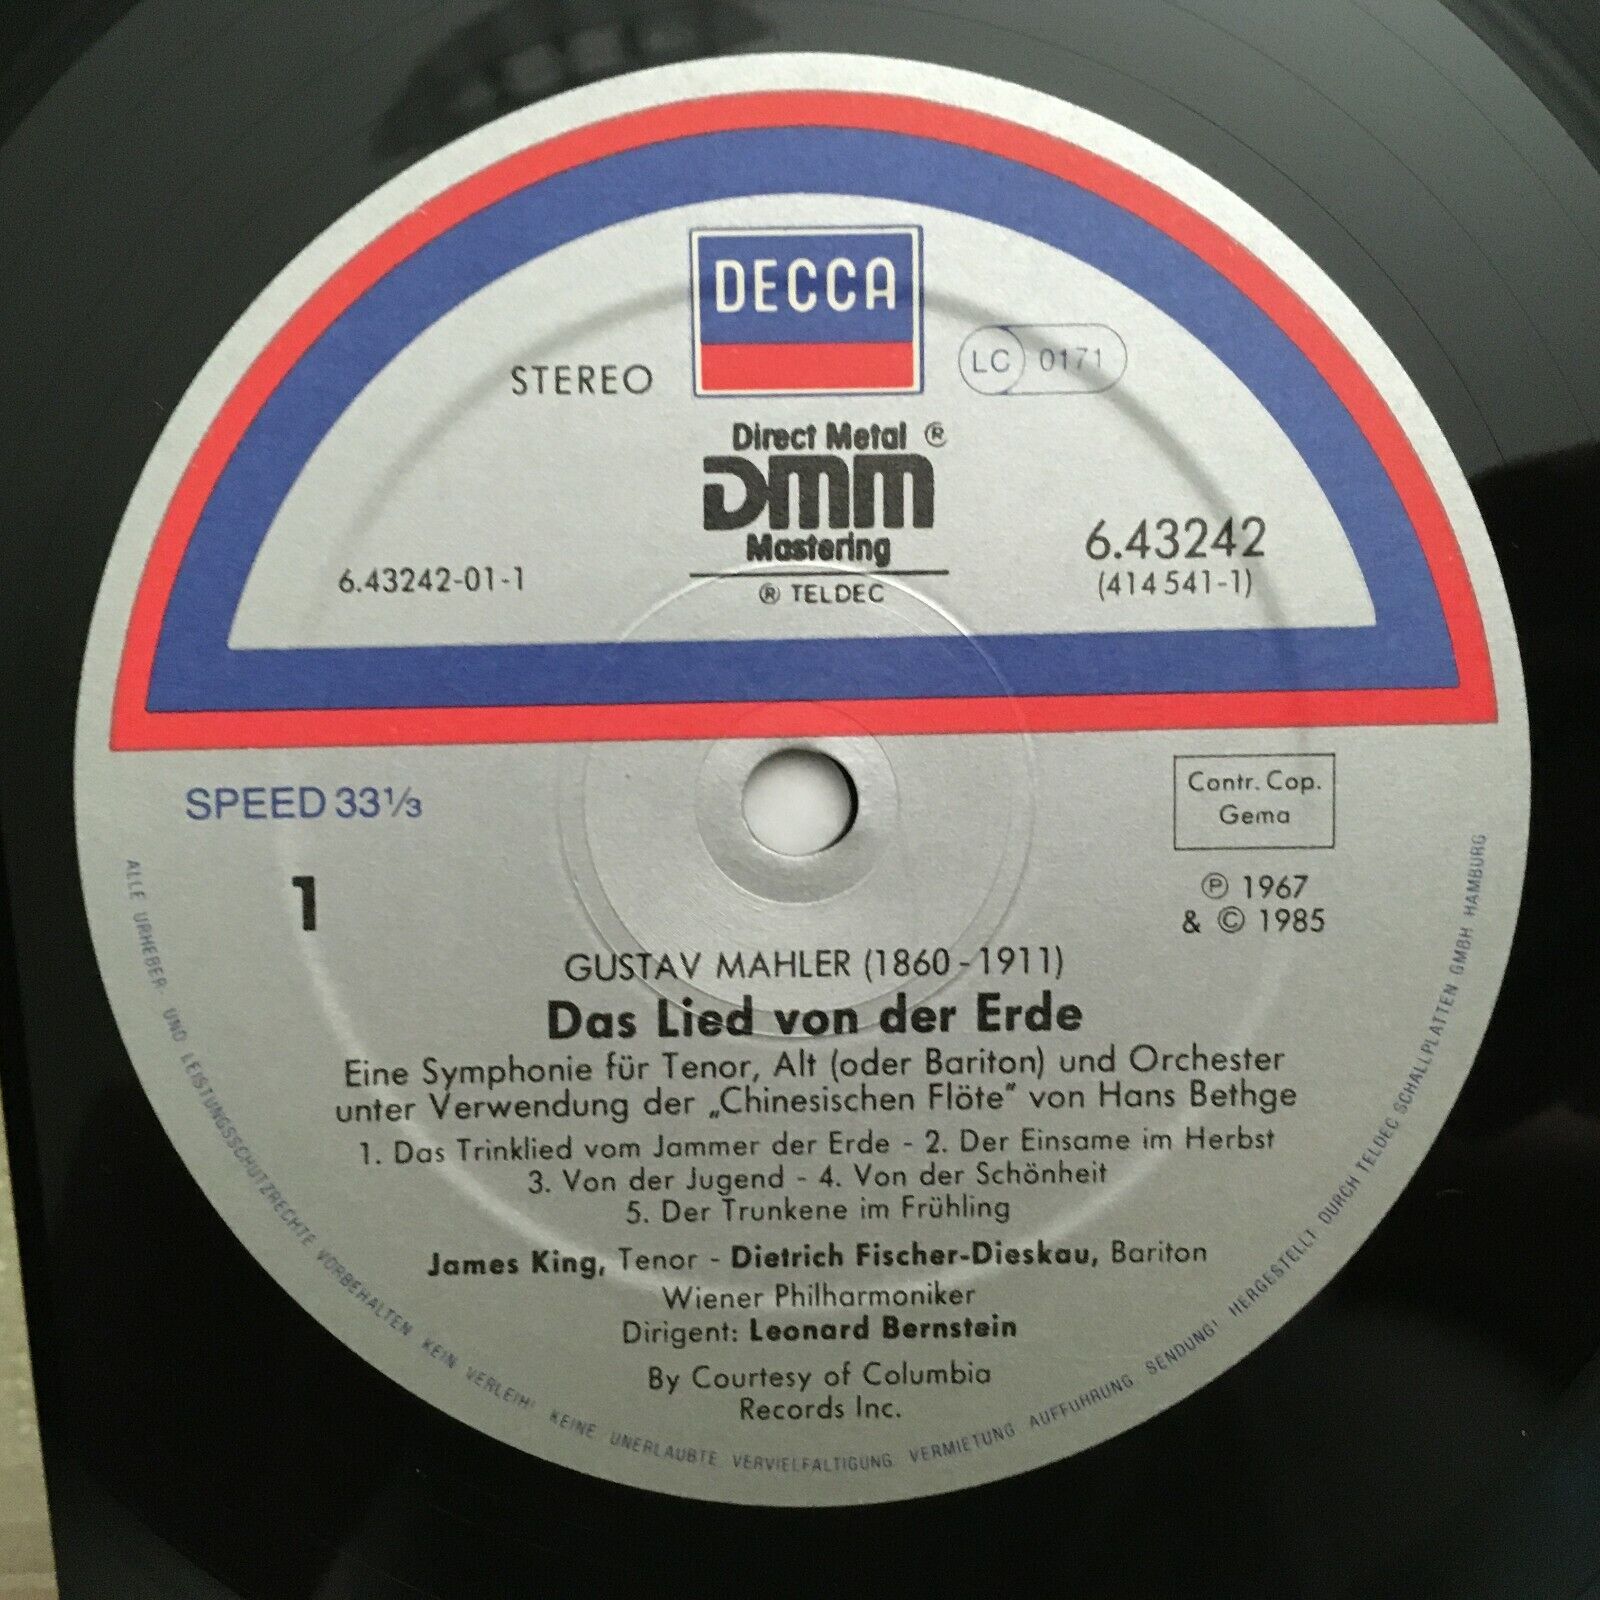 DECCA
STEREO
LC 0171
Direct Metal ®
DMM
Mastering
® TELDEC
6.43242-01-1
6.43242
(414 541-1)
SPEED 33⅓
Contr. Cop.
Gema
1
℗ 1967
& © 1985
GUSTAV MAHLER (1860 - 1911)
Das Lied von der Erde
Eine Symphonie für Tenor, Alt (oder Bariton) und Orchester
unter Verwendung der „Chinesischen Flöte" von Hans Bethge
1. Das Trinklied vom Jammer der Erde - 2. Der Einsame im Herbst
3. Von der Jugend - 4. Von der Schönheit
5. Der Trunkene im Frühling
James King, Tenor - Dietrich Fischer-Dieskau, Bariton
Wiener Philharmoniker
Dirigent: Leonard Bernstein
By Courtesy of Columbia
Records Inc.
ALLE URHEBER- UND LEISTUNGSSCHUTZRECHTE VORBEHALTEN KEIN VERLEIH! KEINE UNERLAUBTE VERVIELFALTIGUNG, VERMIETUNG AUFFUHRUNG SENDUNG! HERGESTELLT DURCH TELDEC SCHALLPLATTEN GMBH HAMBURG